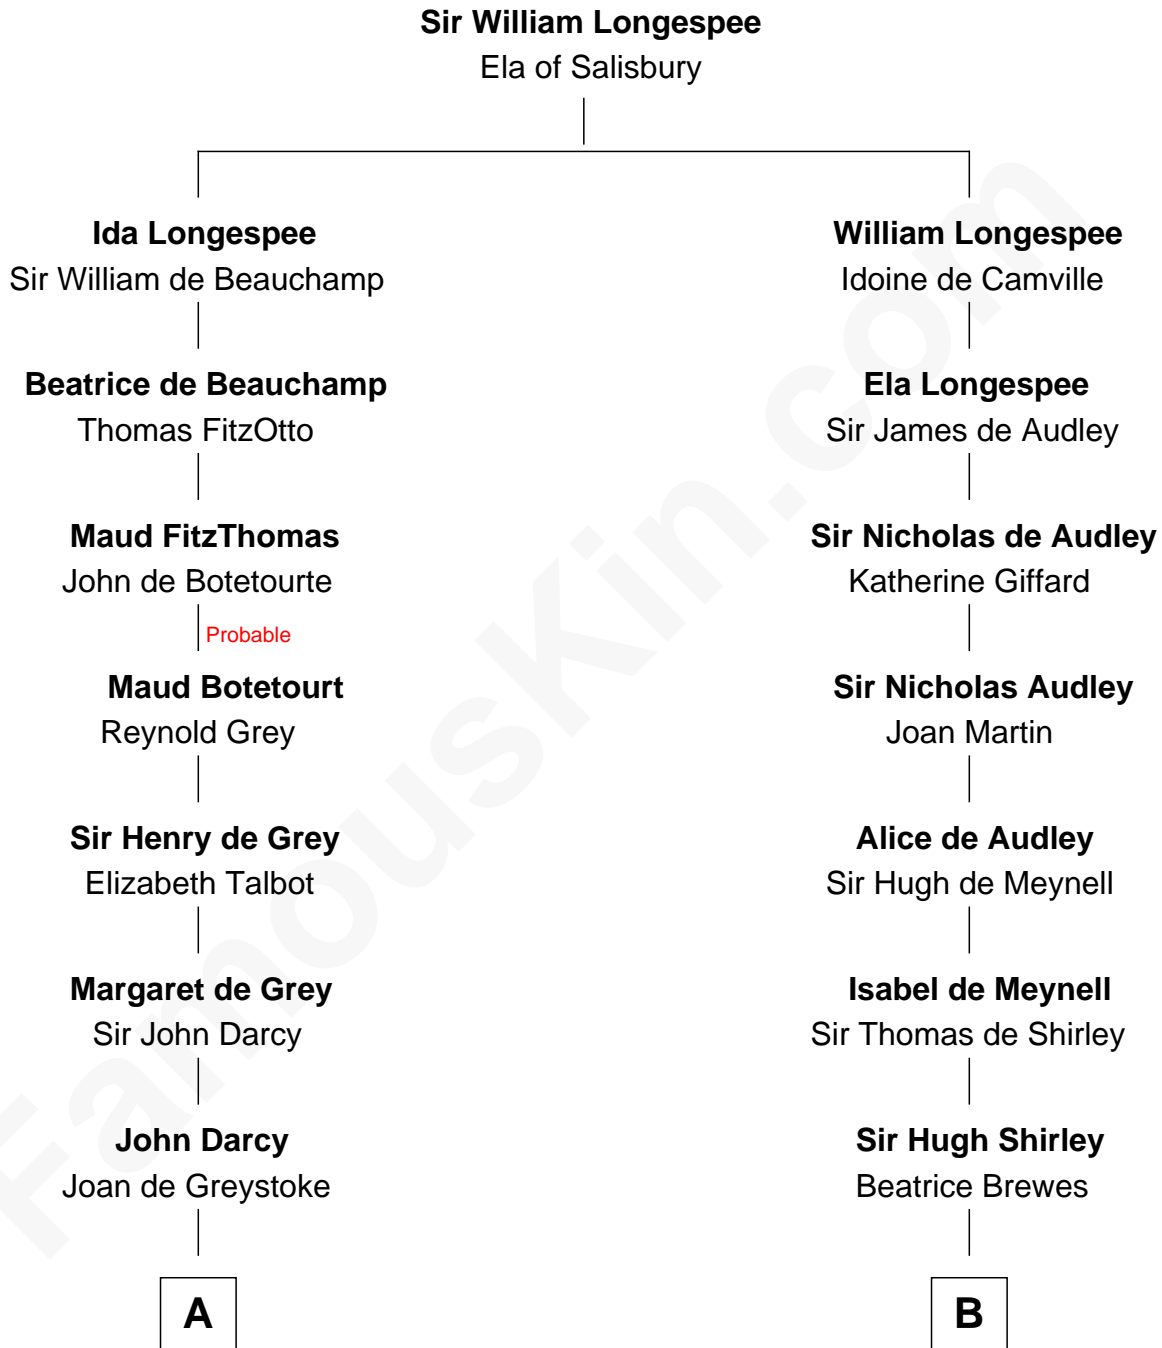 Sir William Longespee
Ela of Salisbury
Ida Longespee
Sir William de Beauchamp
William Longespee
Idoine de Camville
Beatrice de Beauchamp
Thomas FitzOtto
Ela Longespee
Sir James de Audley
Maud FitzThomas
John de Botetourte
Sir Nicholas de Audley
Katherine Giffard
Probable
Maud Botetourt
Reynold Grey
Sir Nicholas Audley
Joan Martin
Sir Henry de Grey
Elizabeth Talbot
Alice de Audley
Sir Hugh de Meynell
Margaret de Grey
Sir John Darcy
Isabel de Meynell
Sir Thomas de Shirley
John Darcy
Joan de Greystoke
Sir Hugh Shirley
Beatrice Brewes
A
B
FamousKin.com